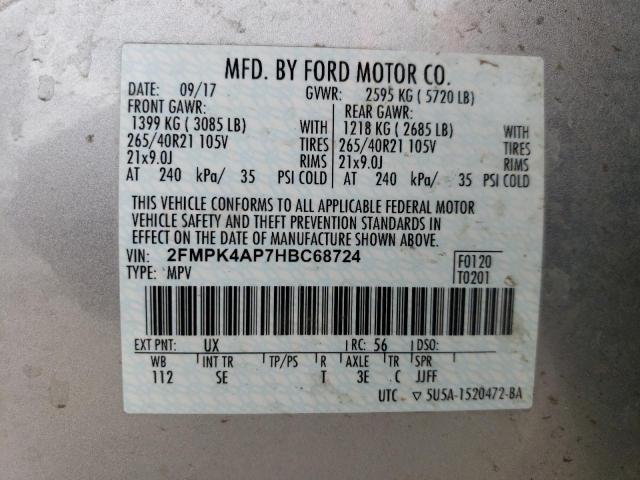 MFD. BY FORD MOTOR CO.
DATE: 09/17 GVWR: 2595 KG ( 5720 LB)
FRONT GAWR: REAR GAWR:
1399 KG ( 3085 LB) WITH 1218 KG ( 2685 LB) WITH
265/40R21 105V TIRES 265/40R21 105V TIRES
21x9.0J RIMS 21x9.0J RIMS
AT 240 kPa/ 35 PSI COLD AT 240 kPa/ 35 PSI COLD
THIS VEHICLE CONFORMS TO ALL APPLICABLE FEDERAL MOTOR
VEHICLE SAFETY AND THEFT PREVENTION STANDARDS IN
EFFECT ON THE DATE OF MANUFACTURE SHOWN ABOVE.
VIN: 2FMPK4AP7HBC68724 F0120
TYPE: MPV T0201
EXT PNT: UX RC: 56 DSO:
WB INT TR TP/PS R AXLE TR SPR
112 SE T 3E C JJFF
UTC ▽ 5U5A-1520472-BA